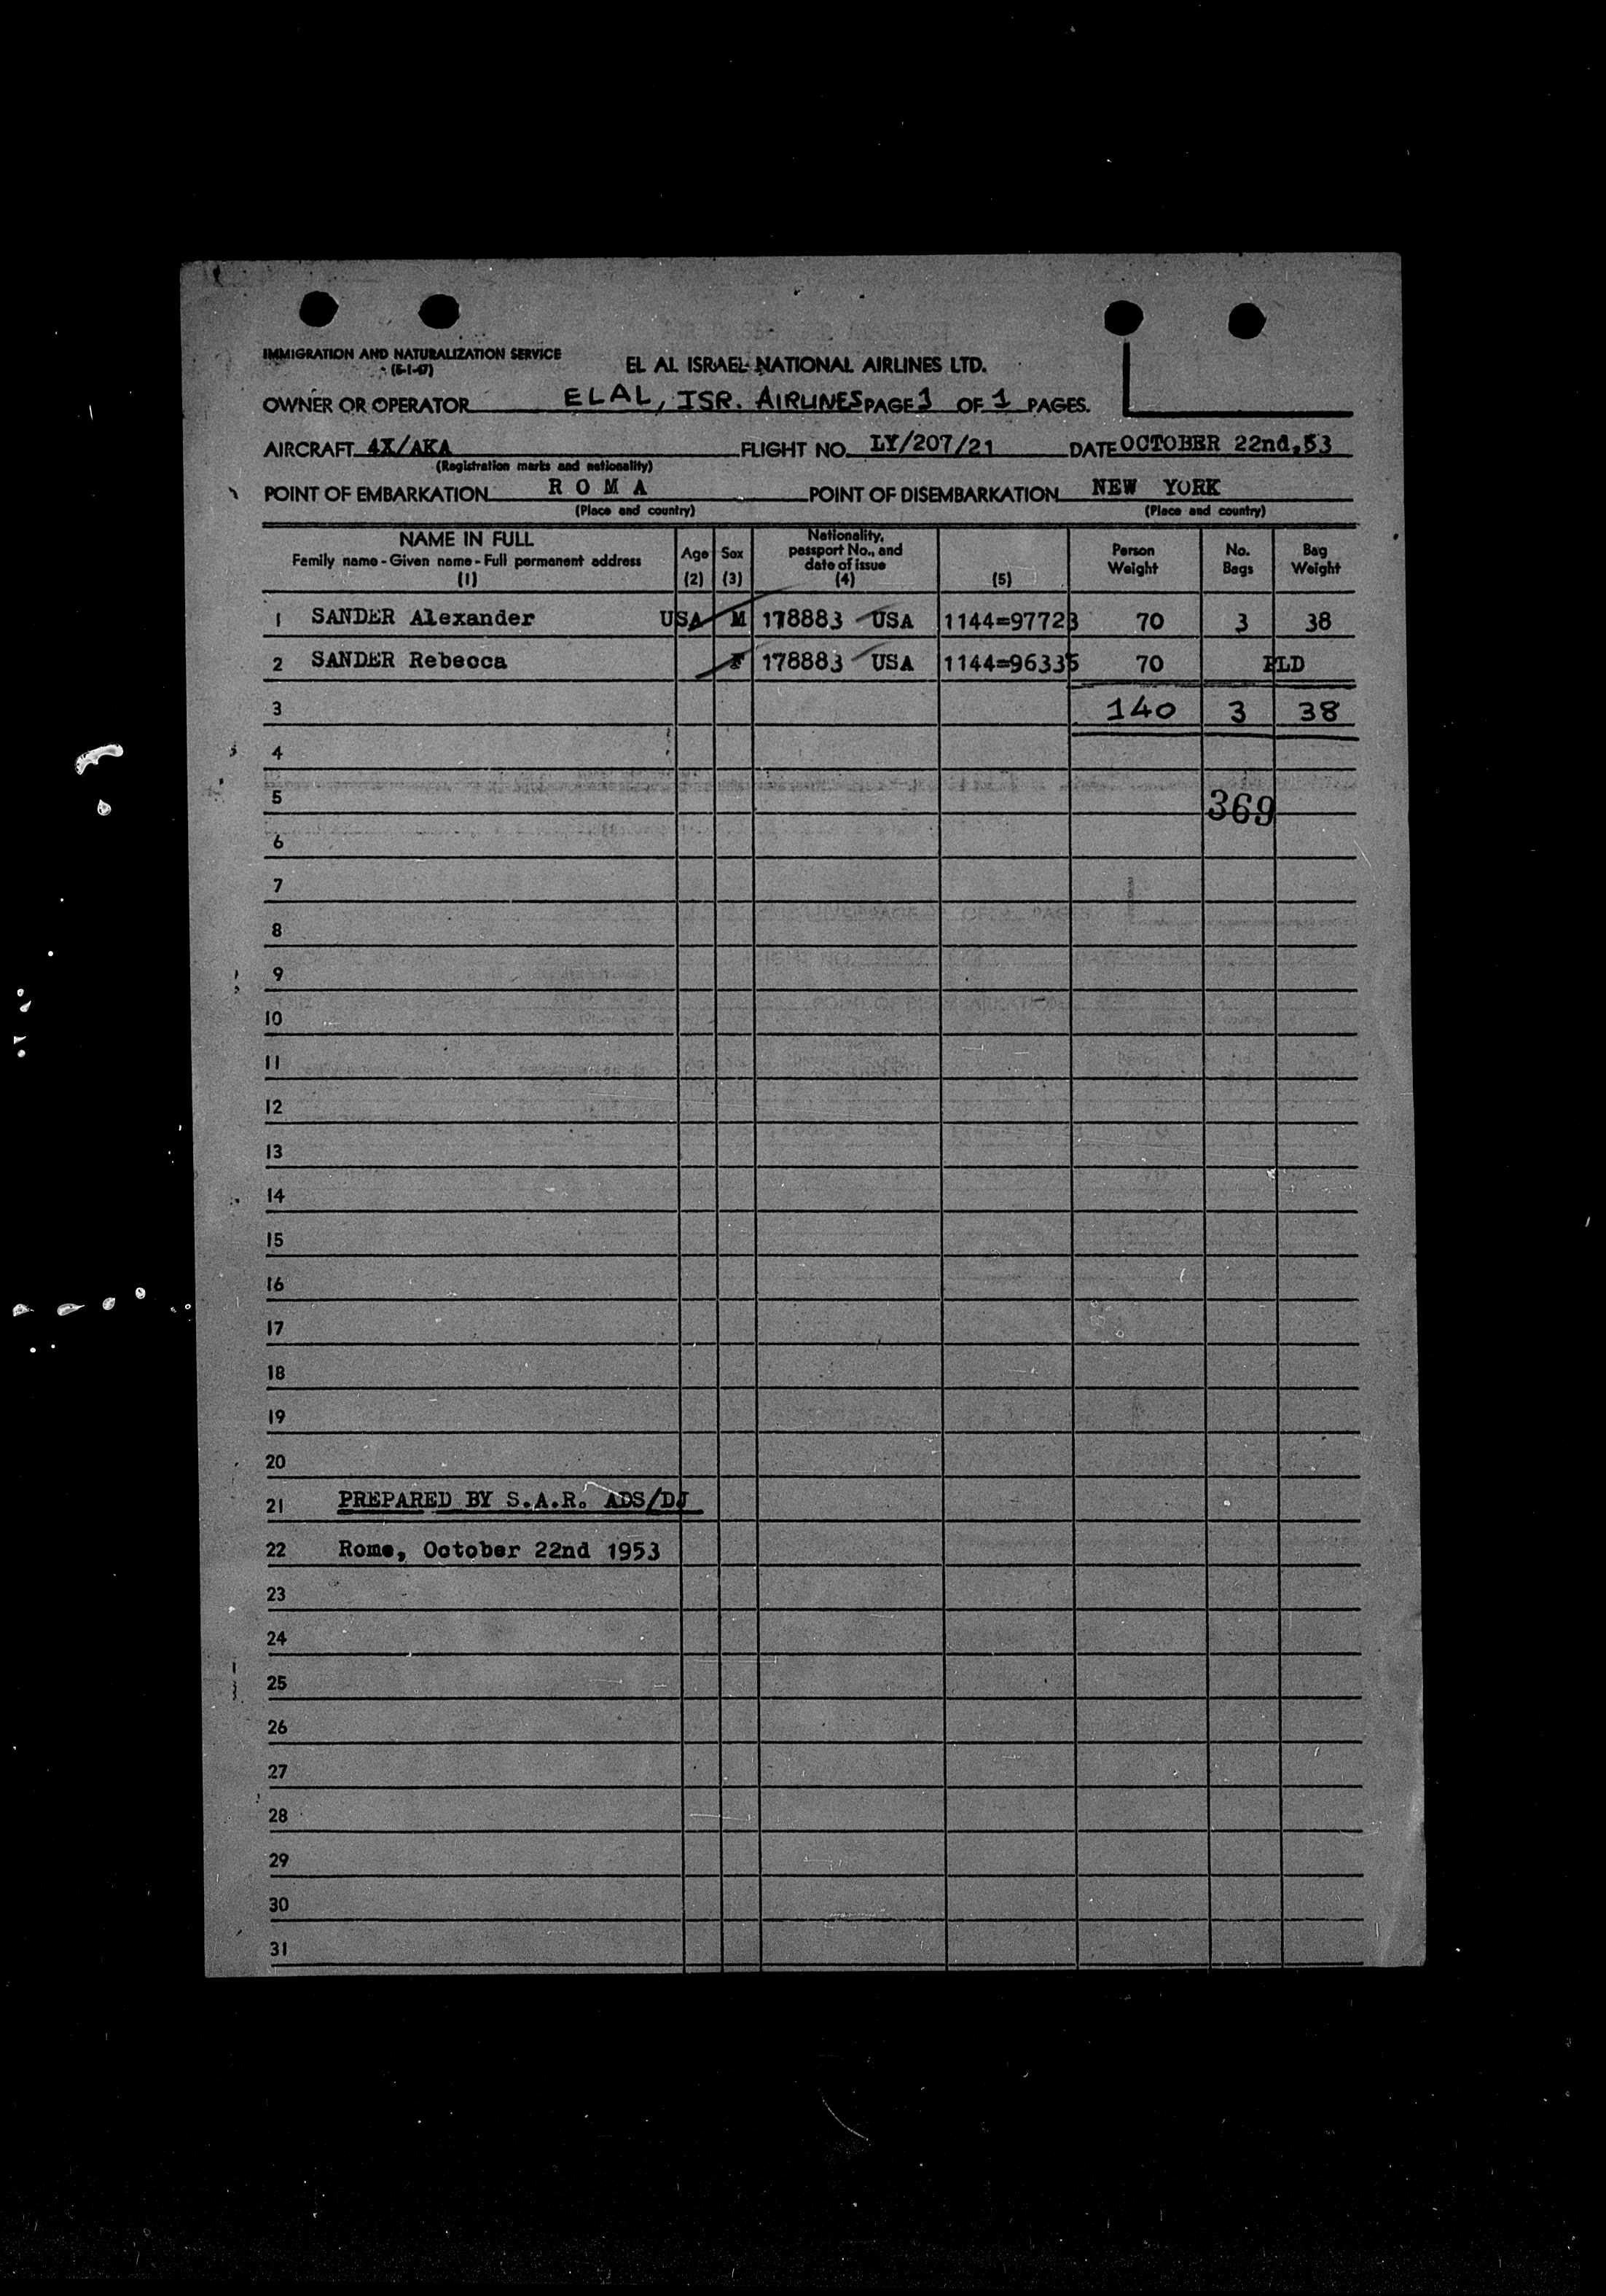 IMMIGRATION AND NATURALIZATION SERVICE
EL AL ISRAEL NATIONAL AIRLINES LTD.
OWNER OR OPERATOR ELAL, ISR. AIRLINES PAGE 1 OF 1 PAGES.
AIRCRAFT 4X/AKA FLIGHT NO. LY/207/21 DATE OCTOBER 22nd,53
(Registration marks and nationality)
POINT OF EMBARKATION R O M A POINT OF DISEMBARKATION NEW YORK
(Place and country) (Place and country)
NAME IN FULL
Family name - Given name - Full permanent address
(1)
Age
(2)
Sex
(3)
Nationality,
passport No., and
date of issue
(4)
(5)
Person
Weight
No.
Bags
Bag
Weight
1 SANDER Alexander USA M 178883 USA 1144=97723 70 3 38
2 SANDER Rebecca F 178883 USA 1144=96335 70 PLD
3 140 3 38
4
5 369
6
7
8
9
10
11
12
13
14
15
16
17
18
19
20
21 PREPARED BY S.A.R. ADS/DJ
22 Rome, October 22nd 1953
23
24
25
26
27
28
29
30
31